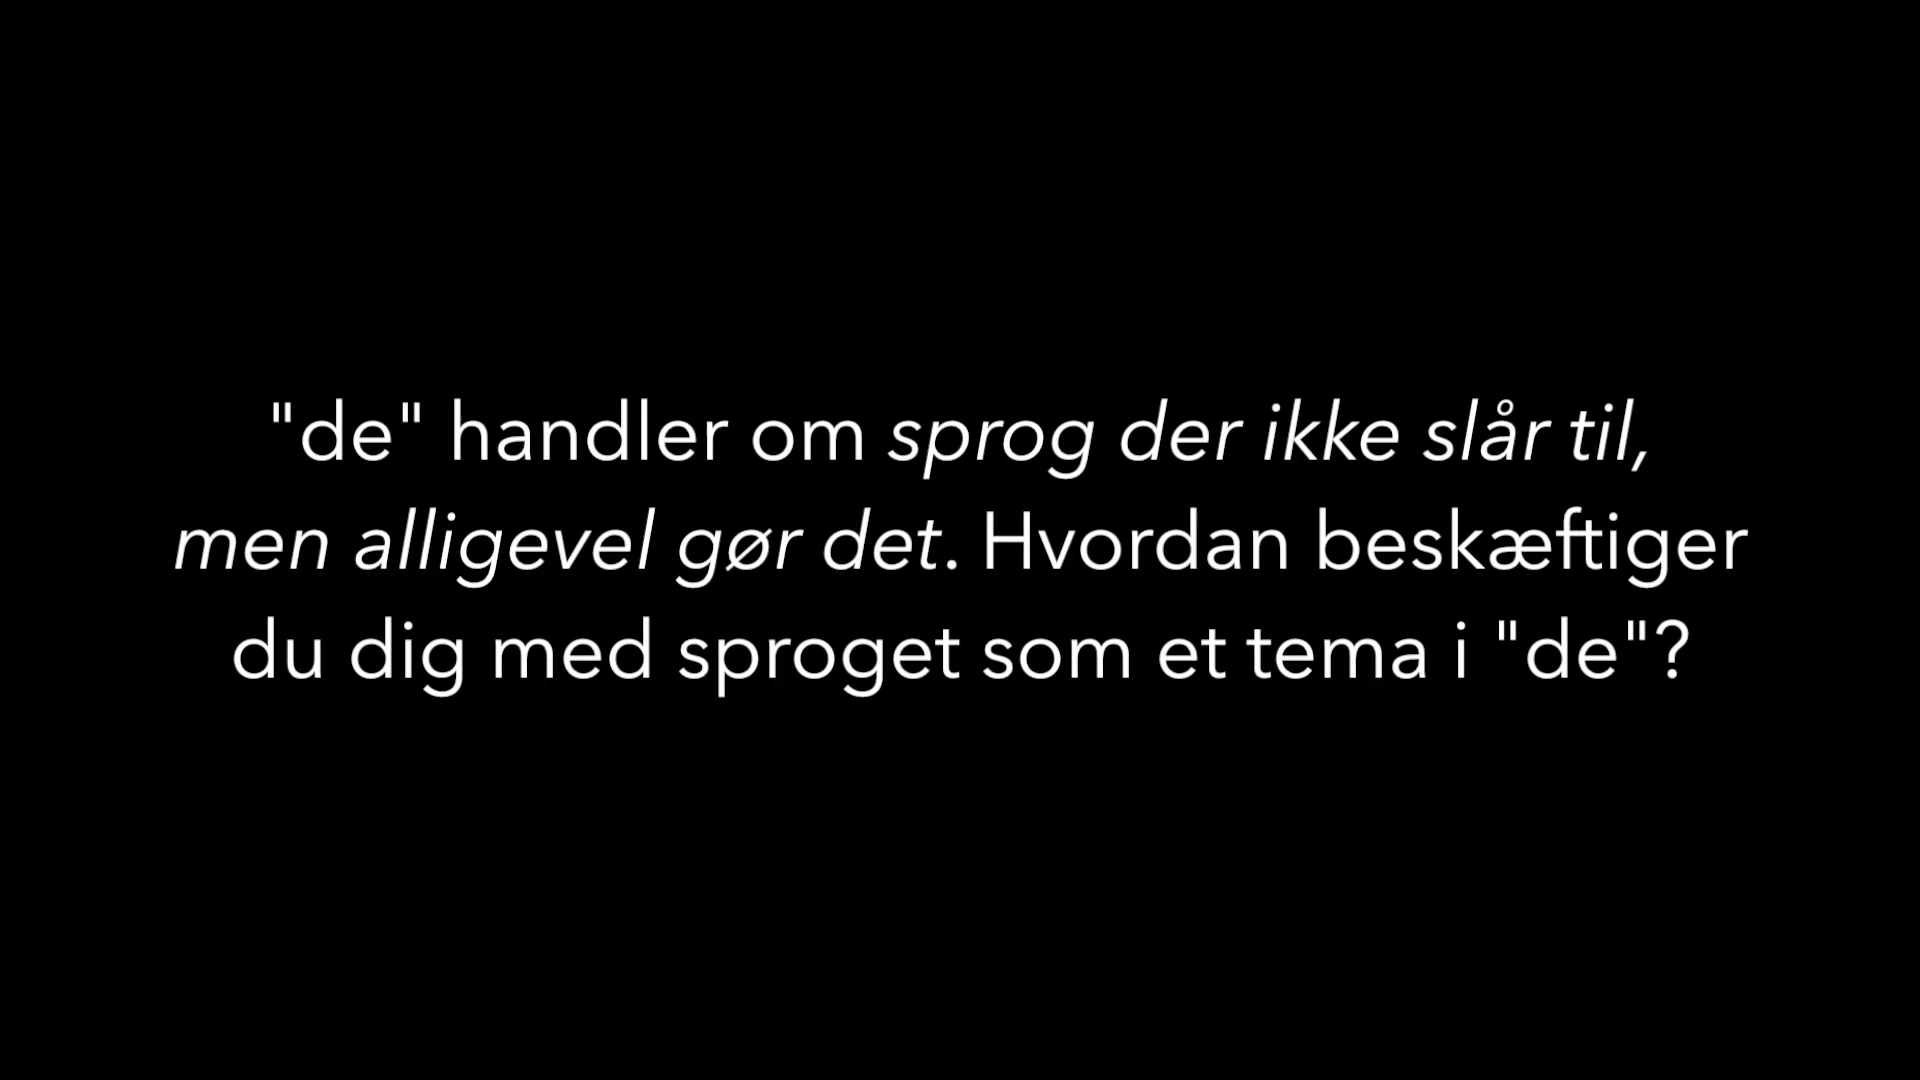 "de" handler om sprog der ikke slår til,
men alligevel gør det. Hvordan beskæftiger
du dig med sproget som et tema i "de"?